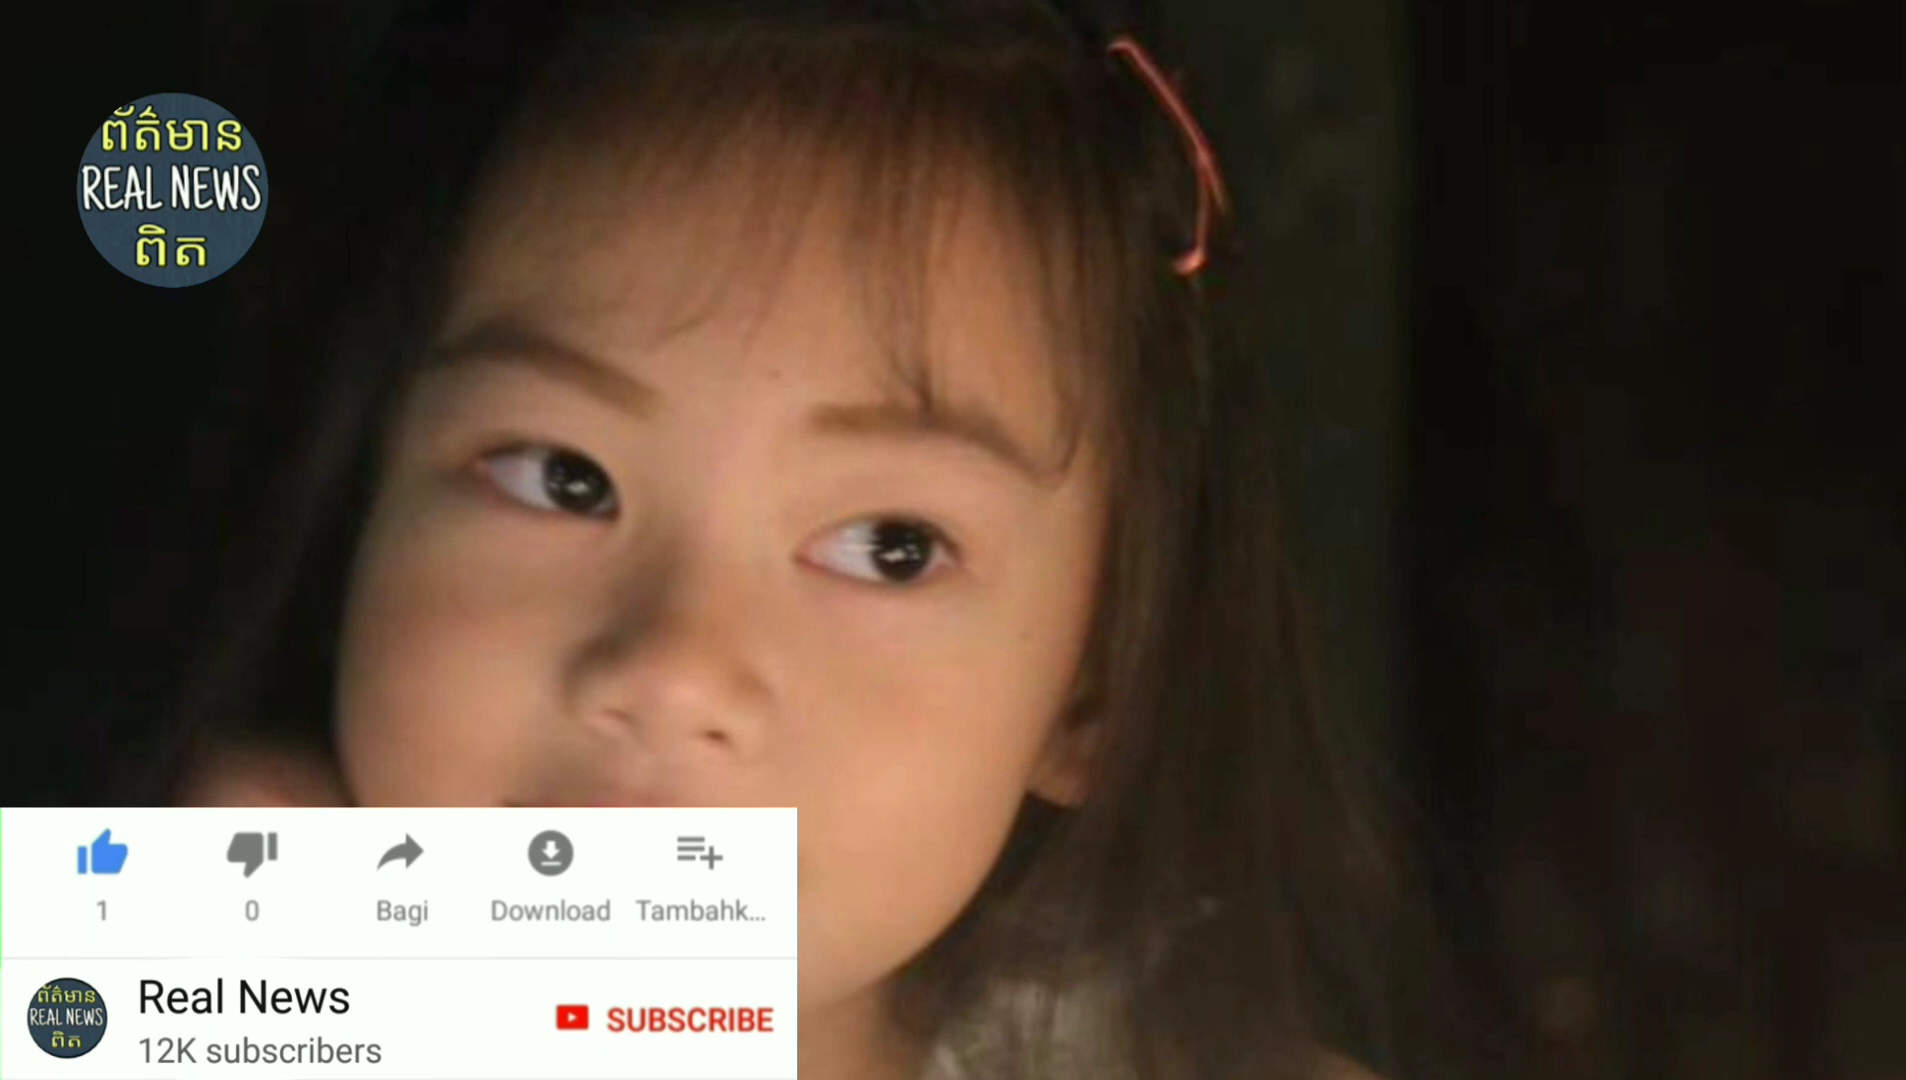 ព័ត៌មាន
REAL NEWS
ពិត
1
0
Bagi
Download
Tambahk...
ព័ត៌មាន
REAL NEWS
ពិត
Real News
12K subscribers
SUBSCRIBE